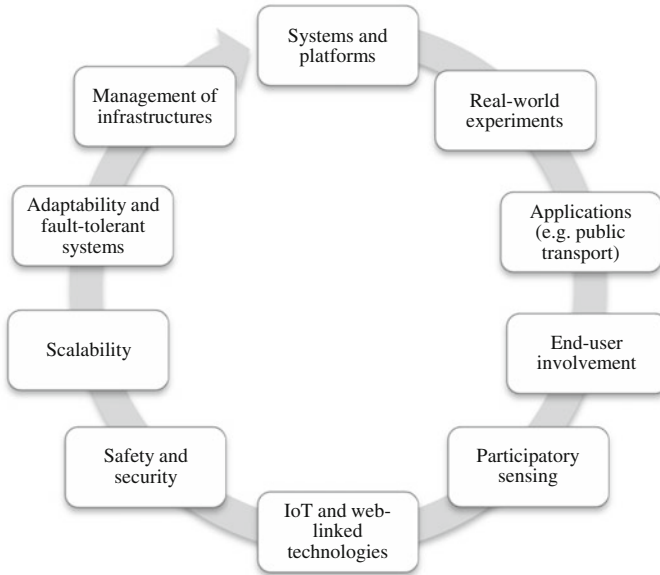 Systems and
platforms
Real-world
experiments
Applications
(e.g. public
transport)
End-user
involvement
Participatory
sensing
IoT and web-
linked
technologies
Safety and
security
Scalability
Adaptability and
fault-tolerant
systems
Management of
infrastructures